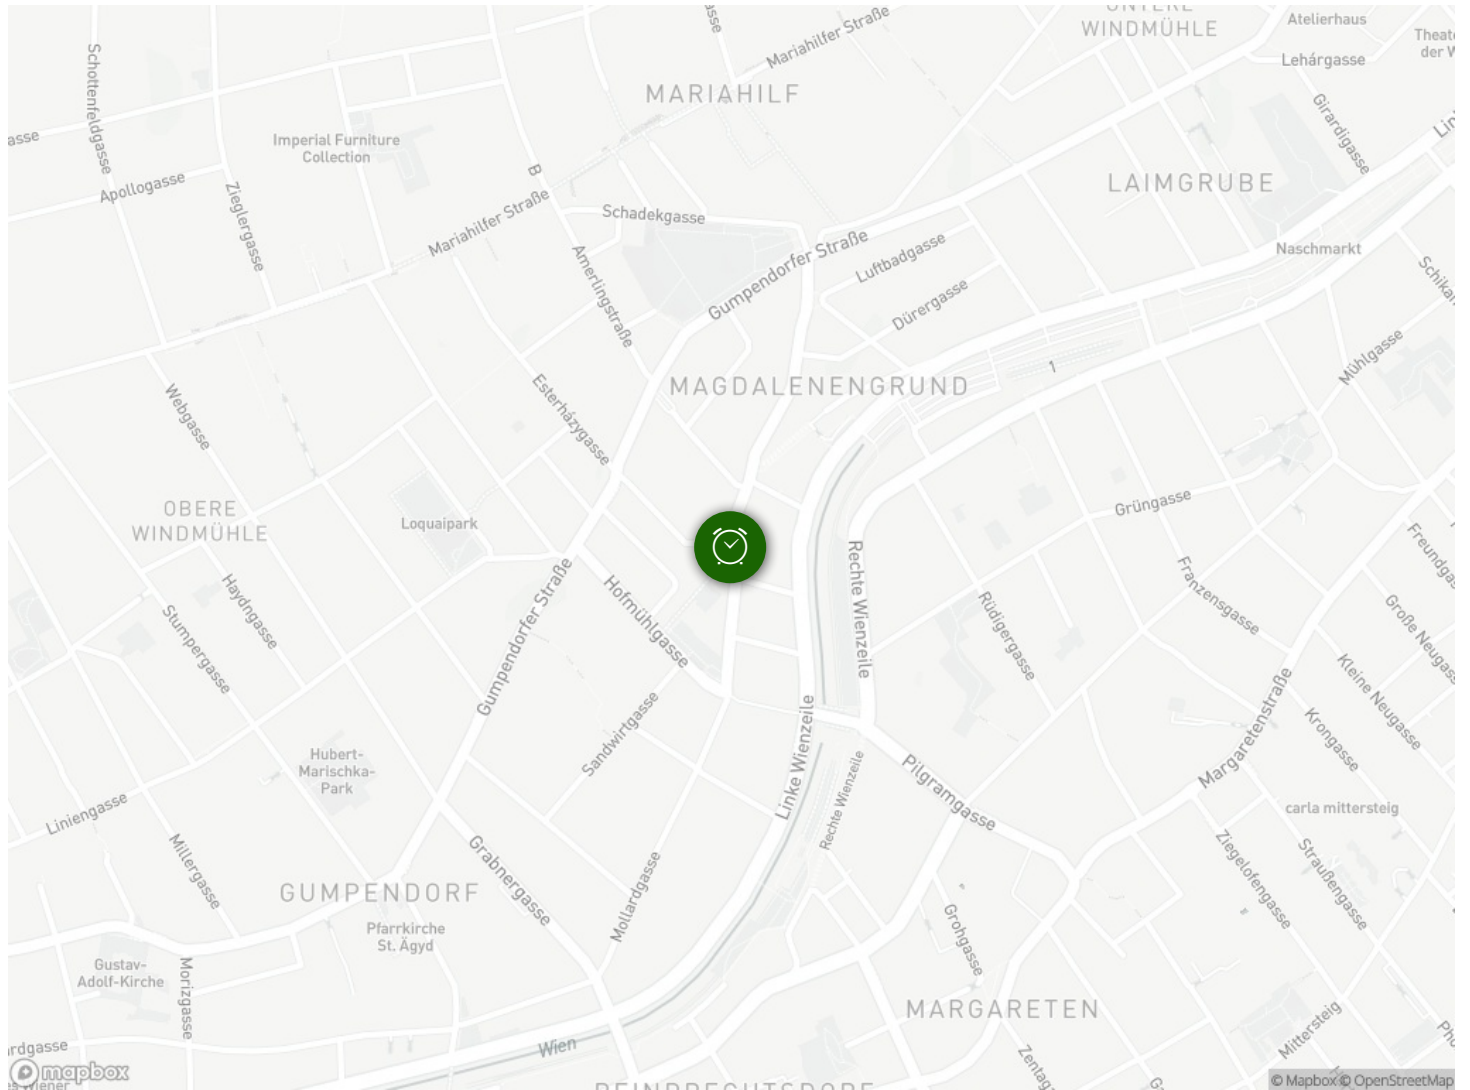 UNTERE
WINDMÜHLE
Atelierhaus
Lehárgasse
Mariahilfer Straße
MARIAHILF
Schottenfeldgasse
Imperial Furniture
Collection
Girardigasse
Apollogasse
Zieglergasse
B
LAIMGRUBE
Mariahilfer Straße
Schadekgasse
Gumpendorfer Straße
Luftbadgasse
Naschmarkt
Amerlingstraße
Dürergasse
Mühlgasse
1
MAGDALENENGRUND
Webgasse
Esterházygasse
OBERE
WINDMÜHLE
Loquaipark
Grüngasse
Rechte Wienzeile
Franzensgasse
Haydngasse
Stumpergasse
Hofmühlgasse
Gumpendorfer Straße
Rüdigergasse
Kleine Neugasse
Margaretenstraße
Krongasse
Sandwirtgasse
Linke Wienzeile
Rechte Wienzeile
Pilgramgasse
Hubert-
Marischka-
Park
Liniengasse
carla mittersteig
Millergasse
Grabnergasse
Mollardgasse
Ziegelofengasse
Straußengasse
GUMPENDORF
Pfarrkirche
St. Ägyd
Grohgasse
Gustav-
Adolf-Kirche
Morizgasse
MARGARETEN
Mittersteig
Wien
mapbox
© Mapbox © OpenStreetMap